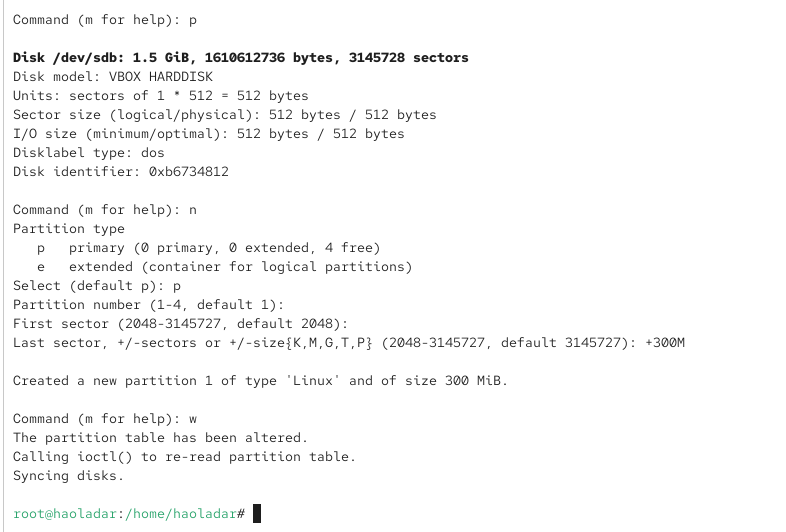 Command (m for help): p
Disk /dev/sdb: 1.5 GiB, 1610612736 bytes, 3145728 sectors
Disk model: VBOX HARDDISK
Units: sectors of 1 * 512 = 512 bytes
Sector size (logical/physical): 512 bytes / 512 bytes
I/O size (minimum/optimal): 512 bytes / 512 bytes
Disklabel type: dos
Disk identifier: 0xb6734812
Command (m for help): n
Partition type
p   primary (0 primary, 0 extended, 4 free)
e   extended (container for logical partitions)
Select (default p): p
Partition number (1-4, default 1):
First sector (2048-3145727, default 2048):
Last sector, +/-sectors or +/-size{K,M,G,T,P} (2048-3145727, default 3145727): +300M
Created a new partition 1 of type 'Linux' and of size 300 MiB.
Command (m for help): w
The partition table has been altered.
Calling ioctl() to re-read partition table.
Syncing disks.
root@haoladar:/home/haoladar#